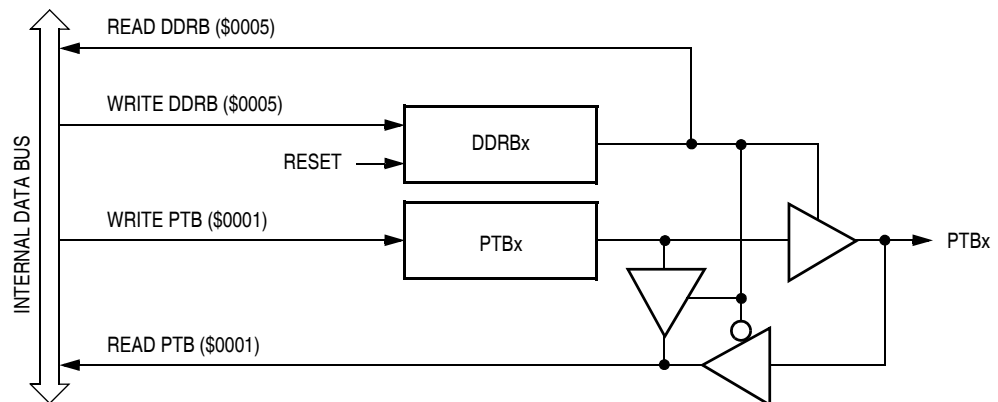 READ DDRB ($0005)
WRITE DDRB ($0005)
DDRBx
RESET
INTERNAL DATA BUS
WRITE PTB ($0001)
PTBx
PTBx
READ PTB ($0001)